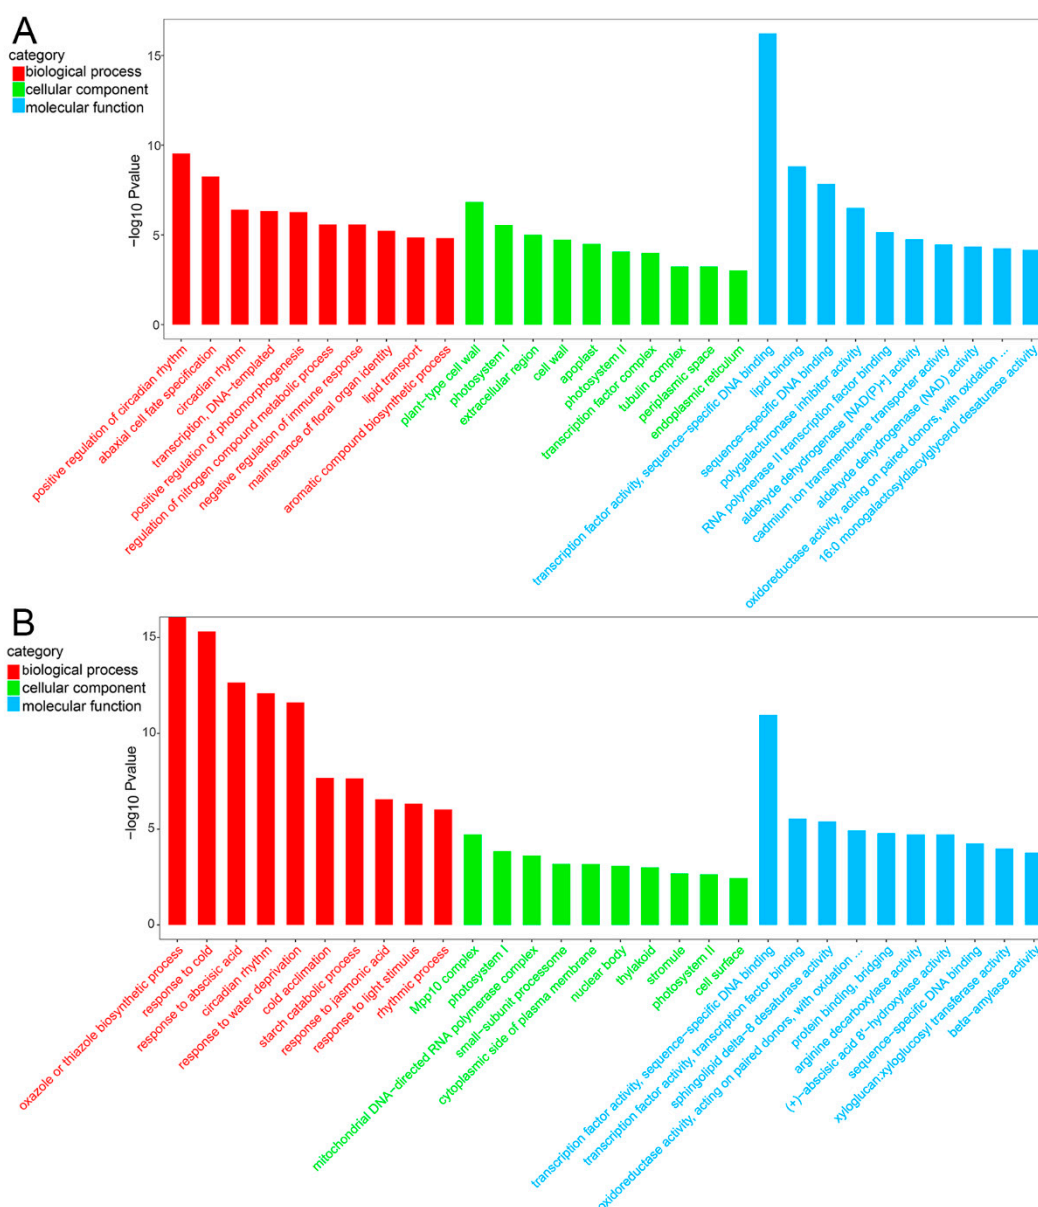 A
category
biological process
cellular component
molecular function
−log10 Pvalue
15
10
5
0
positive regulation of circdian rhythm
abaxial cell fate specification
circadian rhythm
transcription, DNA−templated
positive regulation of photomorphogenesis
regulation of nitrogen compound metabolic process
negative regulation of immune response
maintenance of floral organ identity
lipid transport
aromatic compound biosynthetic process
plant−type cell wall
photosystem I
extracellular region
cell wall
apoplast
photosystem II
transcription factor complex
tubulin complex
periplasmic space
endoplasmic reticulum
transcription factor activity, sequence−specific DNA binding
lipid binding
sequence−specific DNA binding
polygalacturonase inhibitor activity
RNA polymerase II transcription factor binding
aldehyde dehydrogenase [NAD(P)+] activity
cadmium ion transmembrane transporter activity
aldehyde dehydrogenase (NAD) activity
oxidoreductase activity, acting on paired donors, with oxidation ...
16:0 monogalactosyldiacylglycerol desaturase activity
B
category
biological process
cellular component
molecular function
−log10 Pvalue
15
10
5
0
oxazole or thiazole biosynthetic process
response to cold
response to abscisic acid
circadian rhythm
response to water deprivation
cold acclimation
starch catabolic process
response to jasmonic acid
response to light stimulus
rhythmic process
Mpp10 complex
photosystem I
mitochondrial DNA−directed RNA polymerase complex
small−subunit processome
cytoplasmic side of plasma membrane
nuclear body
thylakoid
stromule
photosystem II
cell surface
transcription factor activity, sequence−specific DNA binding
transcription factor activity, transcription factor binding
sphingolipid delta−8 desaturase activity
oxidoreductase activity, acting on paired donors, with oxidation ...
protein binding, bridging
arginine decarboxylase activity
(+)−abscisic acid 8'−hydroxylase activity
sequence−specific DNA binding
xyloglucan:xyloglucosyl transferase activity
beta−amylase activity